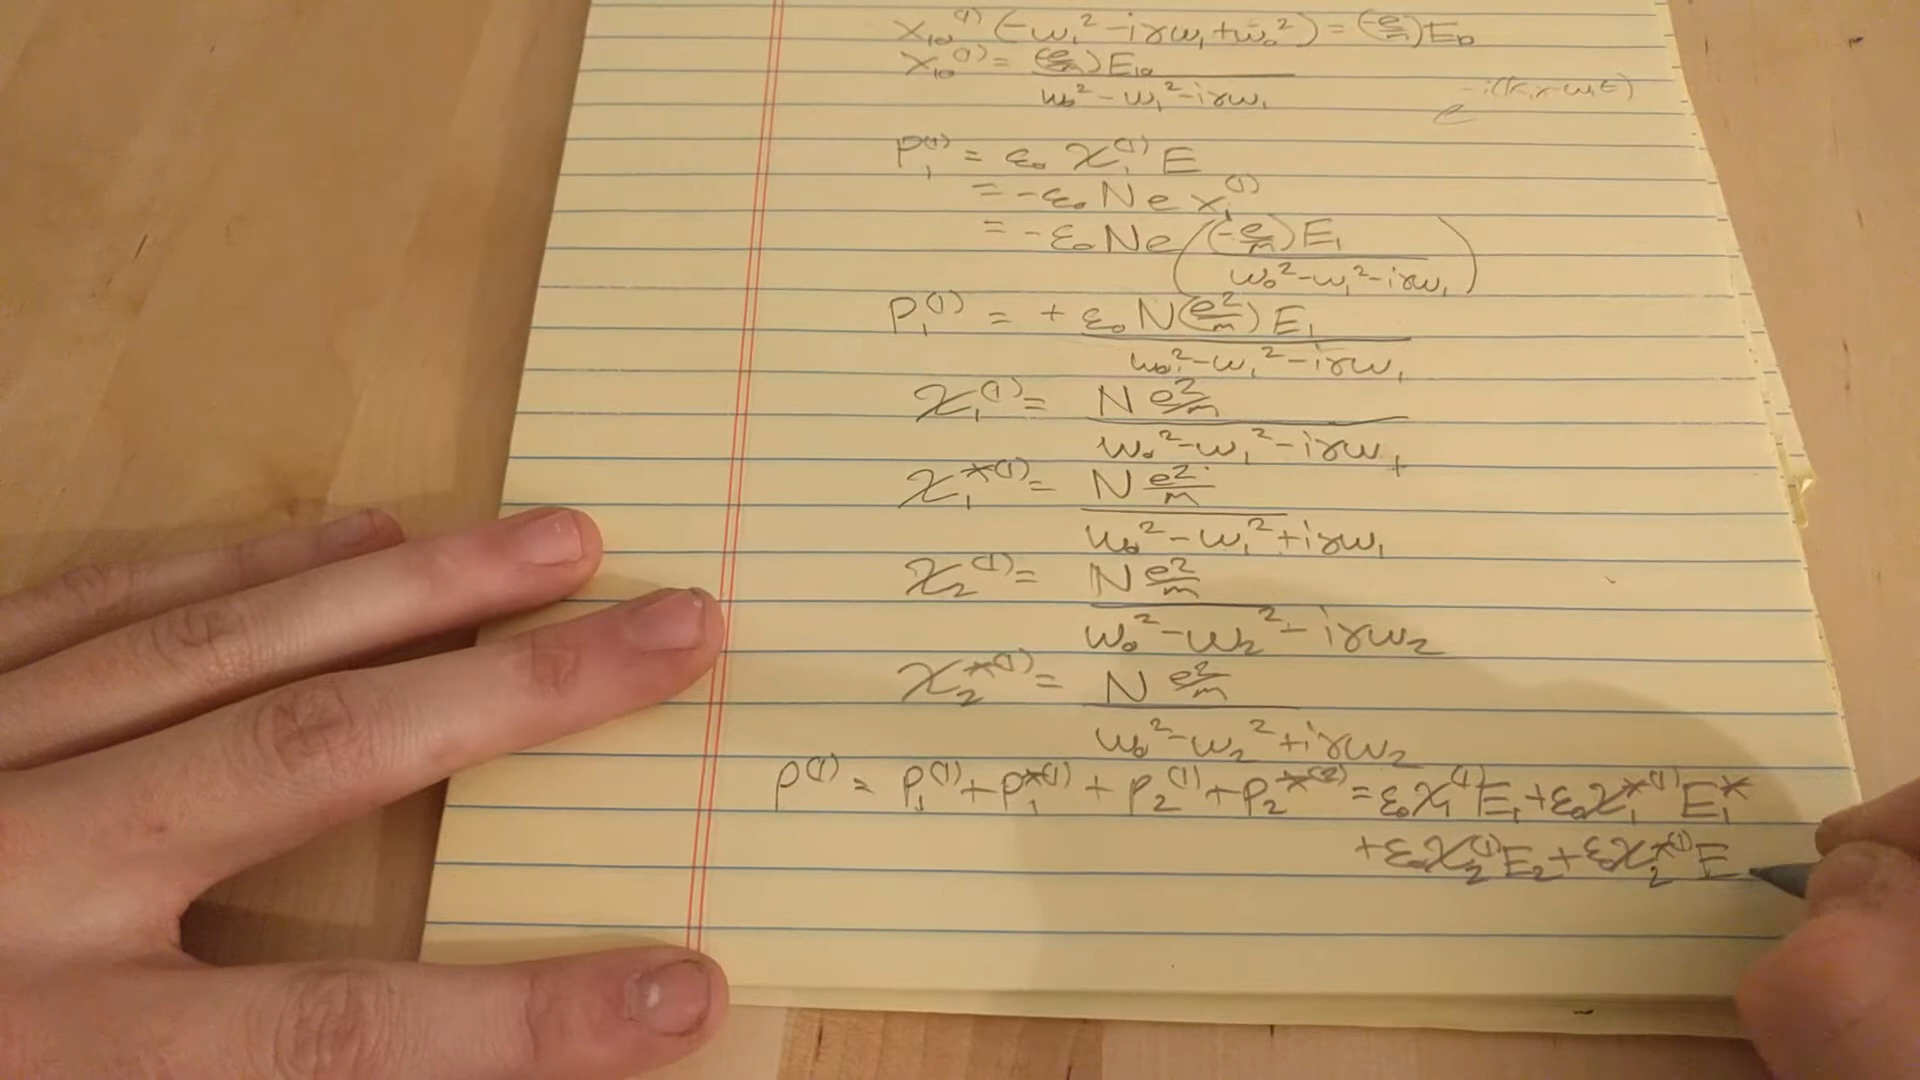 x₁₀⁽¹⁾(-ω₁²-iγω₁+ω₀²) = (-e/m)E₁₀
x₁₀⁽¹⁾ = (-e/m)E₁₀ / ω₀²-ω₁²-iγω₁
e^-i(k₁x-ω₁t)
P₁⁽¹⁾ = ε₀ χ₁⁽¹⁾ E
= -ε₀ N e x₁⁽¹⁾
= -ε₀ N e ((-e/m)E₁ / ω₀²-ω₁²-iγω₁)
P₁⁽¹⁾ = + ε₀ N(e²/m) E₁ / ω₀²-ω₁²-iγω₁
χ₁⁽¹⁾ = N e²/m / ω₀²-ω₁²-iγω₁
χ₁*⁽¹⁾ = N e²/m / ω₀²-ω₁²+iγω₁
χ₂⁽¹⁾ = N e²/m / ω₀²-ω₂²-iγω₂
χ₂*⁽¹⁾ = N e²/m / ω₀²-ω₂²+iγω₂
P⁽¹⁾ = P₁⁽¹⁾+P₁*⁽¹⁾ + P₂⁽¹⁾+P₂*⁽²⁾ = ε₀χ₁⁽¹⁾E₁+ε₀χ₁*⁽¹⁾E₁*
+ε₀χ₂⁽¹⁾E₂+εχ₂*⁽¹⁾E